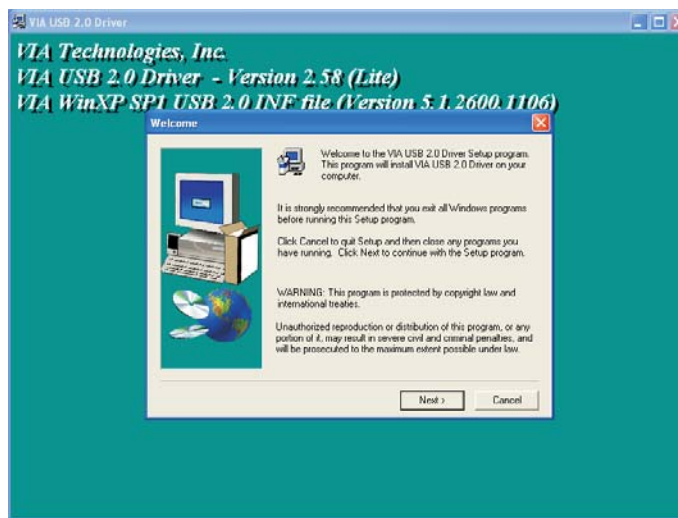 VIA USB 2.0 Driver
VIA Technologies, Inc.
VIA USB 2.0 Driver - Version 2.58 (Lite)
VIA WinXP SP1 USB 2.0 INF file (Version 5.1.2600.1106)
Welcome
Welcome to the VIA USB 2.0 Driver Setup program.
This program will install VIA USB 2.0 Driver on your
computer.
It is strongly recommended that you exit all Windows programs
before running this Setup program.
Click Cancel to quit Setup and then close any programs you
have running. Click Next to continue with the Setup program.
WARNING: This program is protected by copyright law and
international treaties.
Unauthorized reproduction or distribution of this program, or any
portion of it, may result in severe civil and criminal penalties, and
will be prosecuted to the maximum extent possible under law.
Next >
Cancel